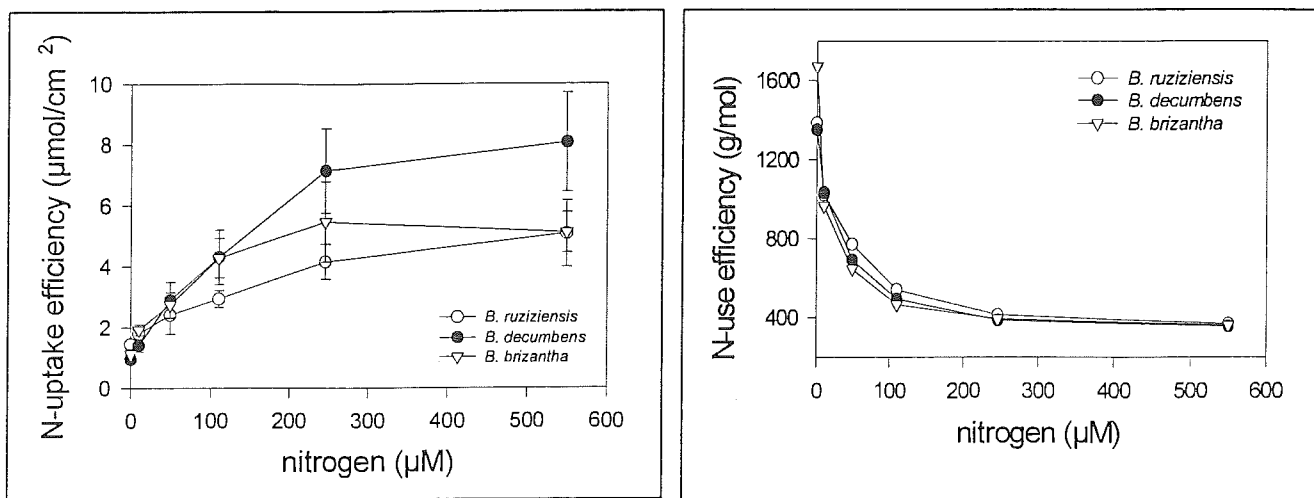 N-uptake efficiency (µmol/cm ²)
10
8
6
4
2
0
B. ruziziensis
B. decumbens
B. brizantha
0 100 200 300 400 500 600
nitrogen (µM)
N-use efficiency (g/mol)
1600
1200
800
400
B. ruziziensis
B. decumbens
B. brizantha
0 100 200 300 400 500 600
nitrogen (µM)